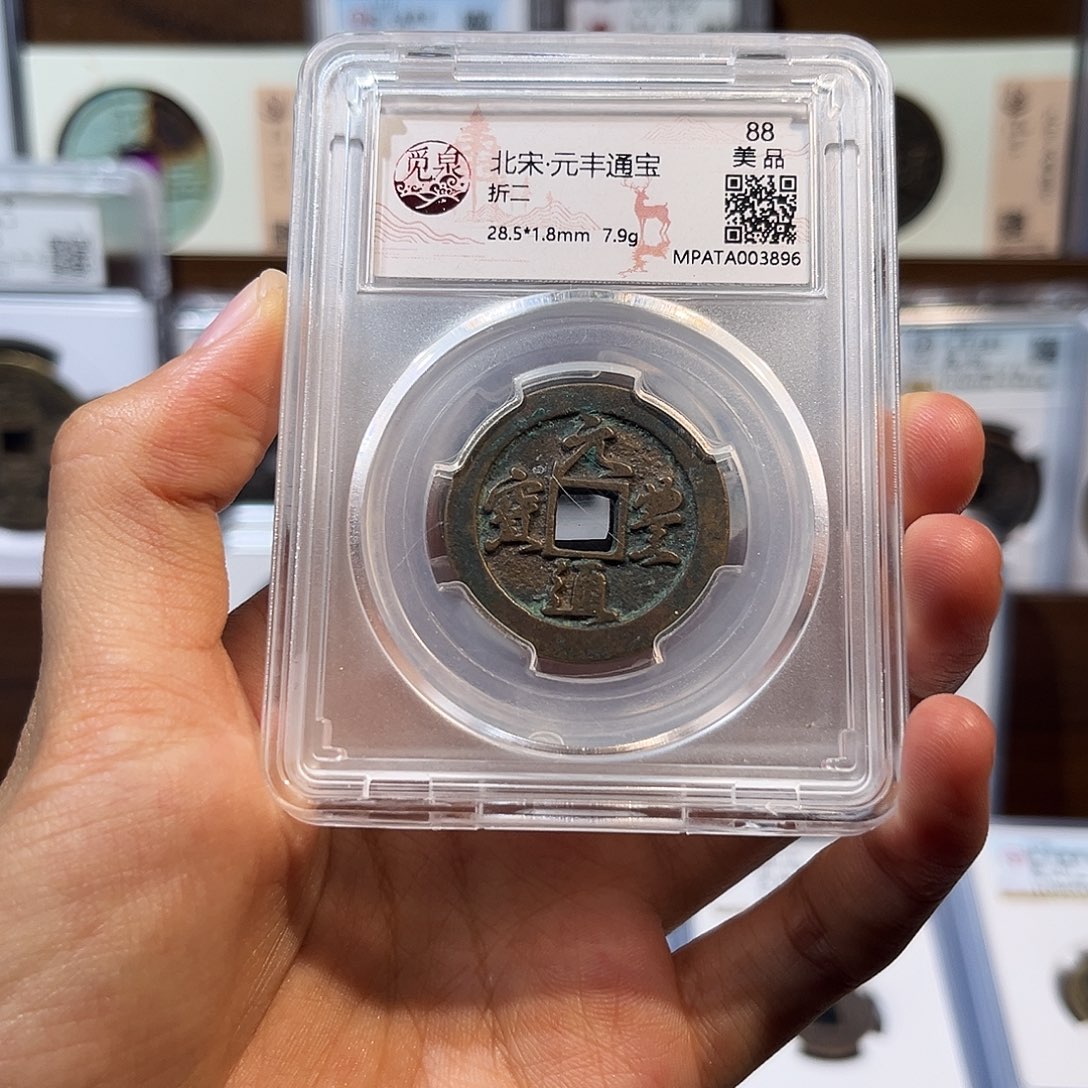 觅泉
北宋·元丰通宝
折二
28.5*1.8mm 7.9g
88
美品
MPATA003896
元豐通寶